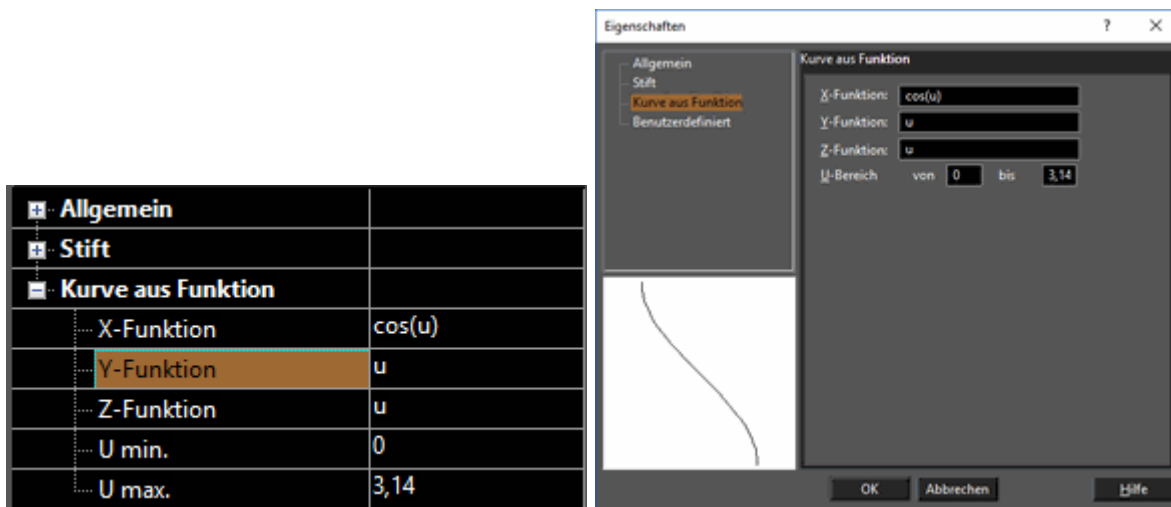 Allgemein
Stift
Kurve aus Funktion
X-Funktion cos(u)
Y-Funktion u
Z-Funktion u
U min. 0
U max. 3,14
Eigenschaften ? ×
Allgemein
Stift
Kurve aus Funktion
Benutzerdefiniert
Kurve aus Funktion
X-Funktion: cos(u)
Y-Funktion: u
Z-Funktion: u
U-Bereich von 0 bis 3,14
OK Abbrechen Hilfe